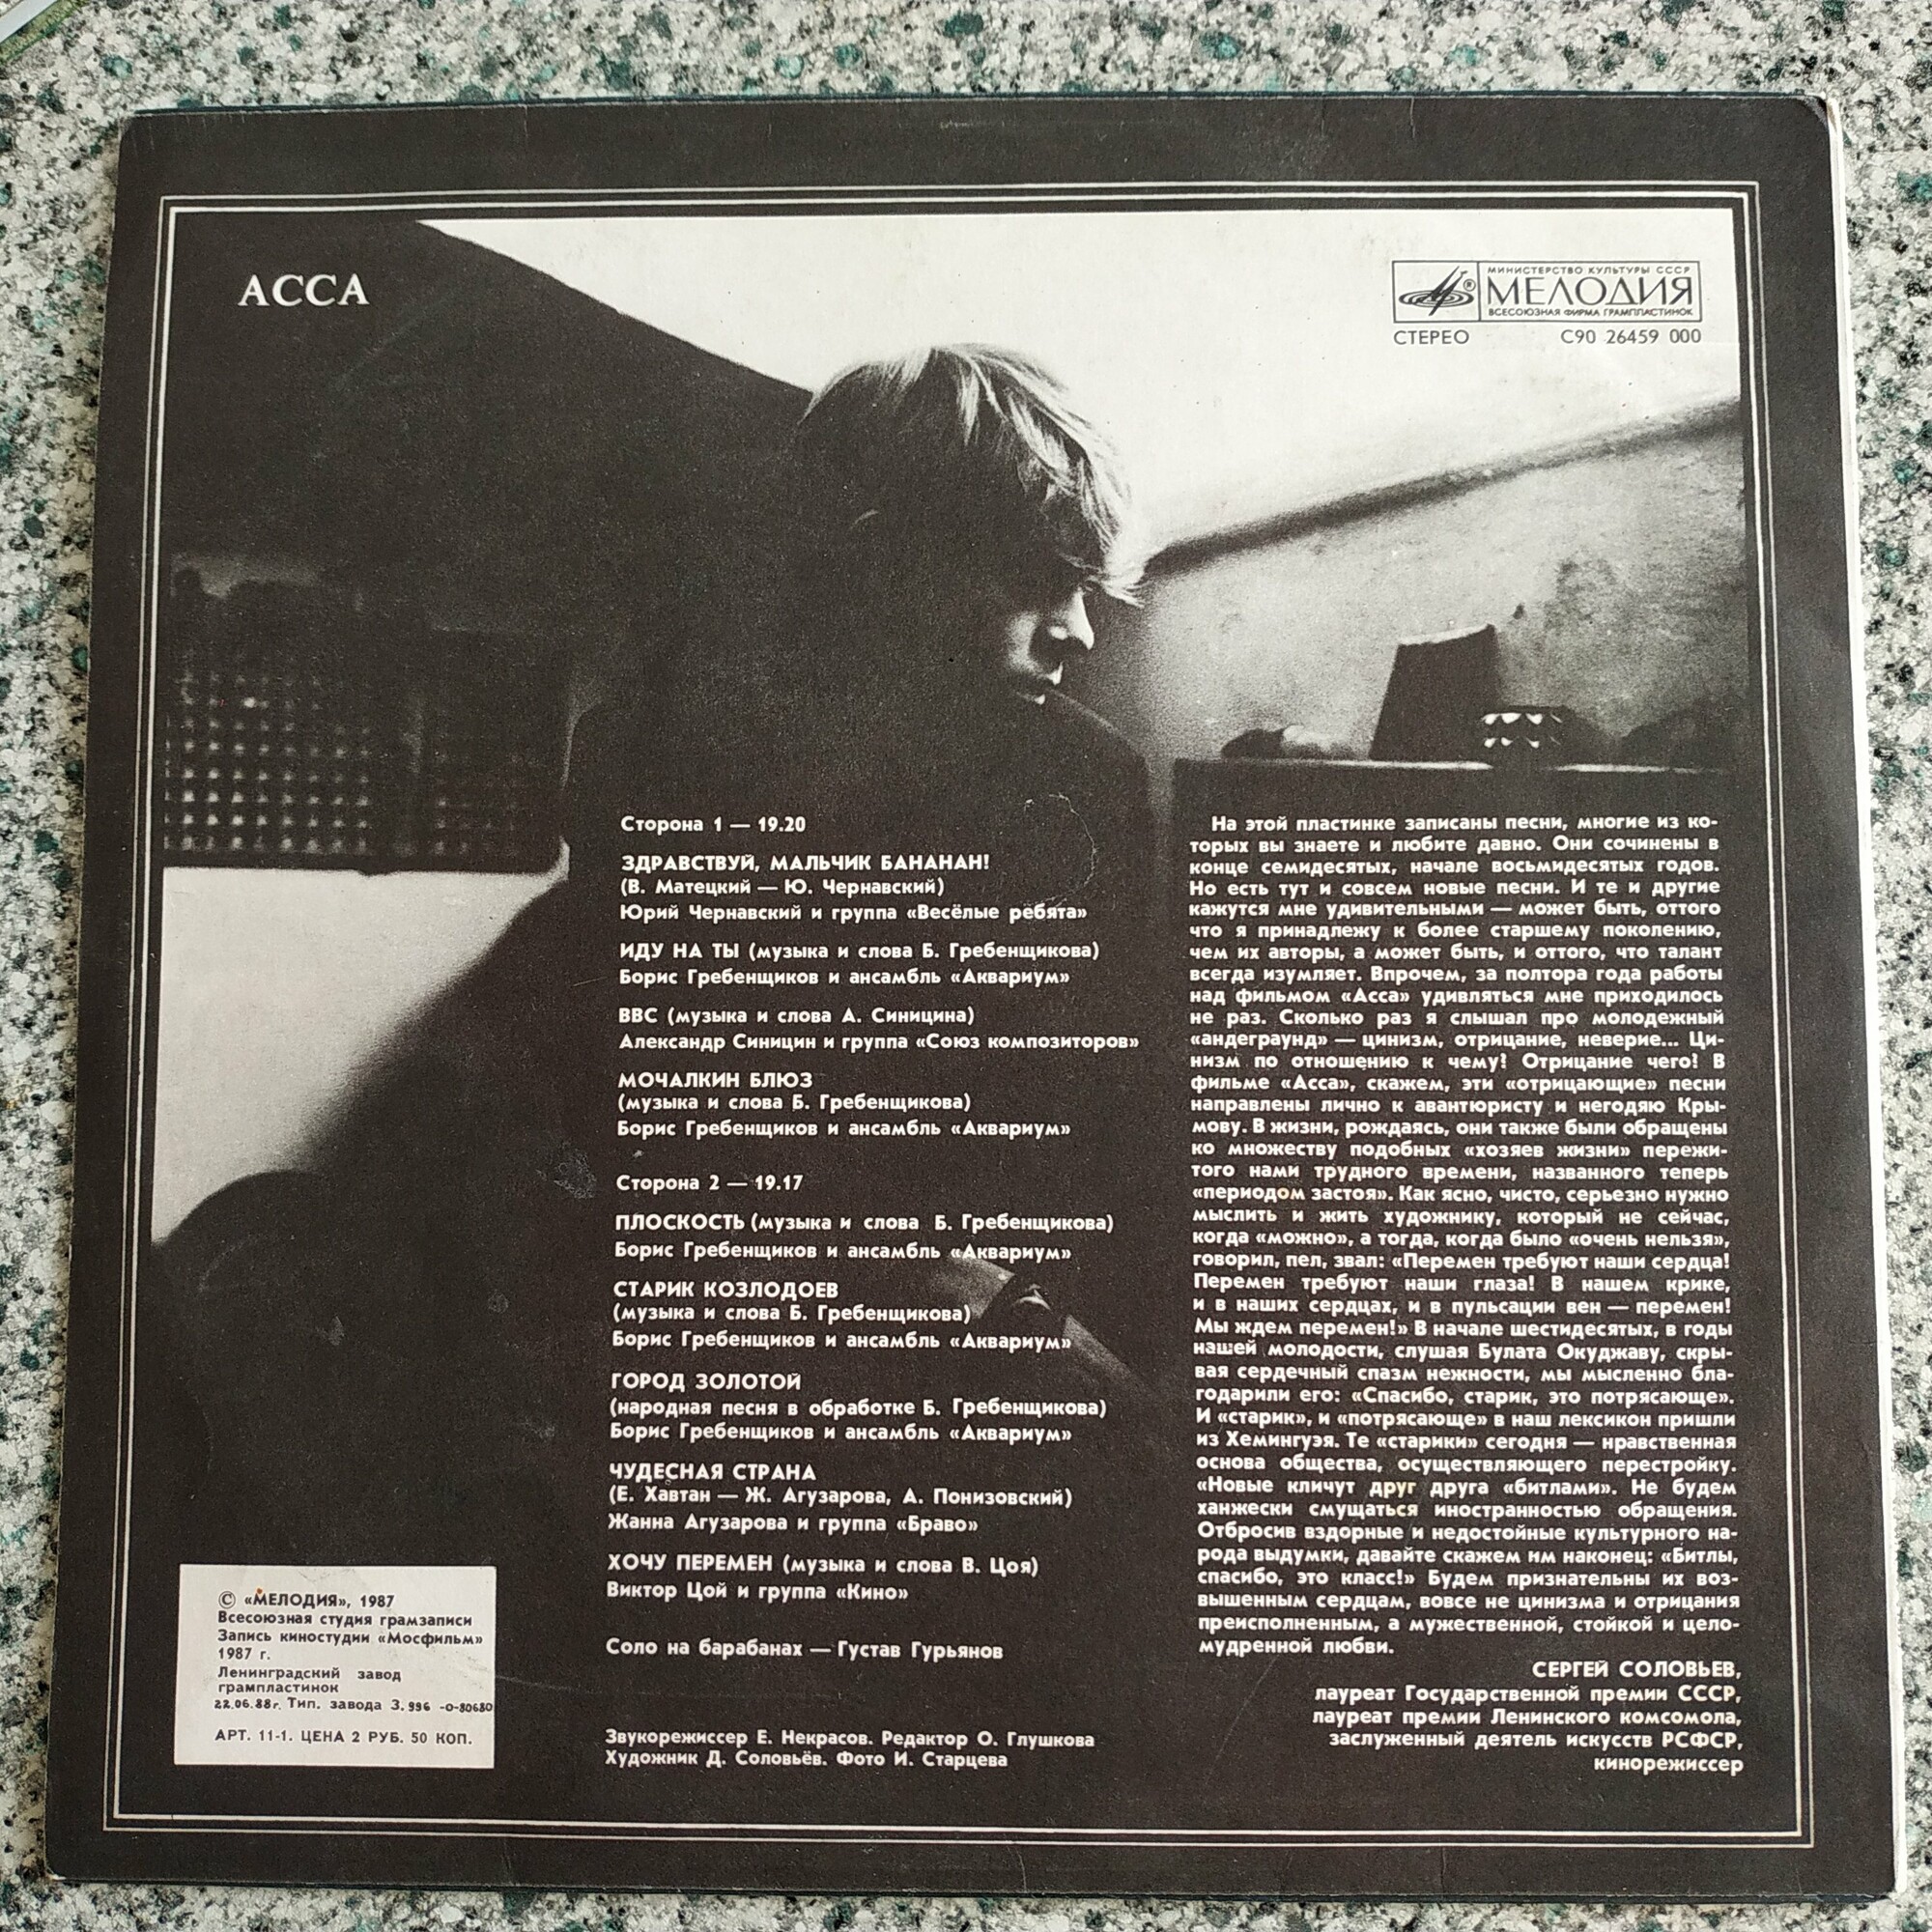 АССА
МИНИСТЕРСТВО КУЛЬТУРЫ СССР
МЕЛОДИЯ
ВСЕСОЮЗНАЯ ФИРМА ГРАМПЛАСТИНОК
СТЕРЕО С90 26459 000
Сторона 1 — 19.20
ЗДРАВСТВУЙ, МАЛЬЧИК БАНАНАН!
(В. Матецкий — Ю. Чернавский)
Юрий Чернавский и группа «Весёлые ребята»
ИДУ НА ТЫ (музыка и слова Б. Гребенщикова)
Борис Гребенщиков и ансамбль «Аквариум»
ВВС (музыка и слова А. Синицина)
Александр Синицин и группа «Союз композиторов»
МОЧАЛКИН БЛЮЗ
(музыка и слова Б. Гребенщикова)
Борис Гребенщиков и ансамбль «Аквариум»
Сторона 2 — 19.17
ПЛОСКОСТЬ (музыка и слова Б. Гребенщикова)
Борис Гребенщиков и ансамбль «Аквариум»
СТАРИК КОЗЛОДОЕВ
(музыка и слова Б. Гребенщикова)
Борис Гребенщиков и ансамбль «Аквариум»
ГОРОД ЗОЛОТОЙ
(народная песня в обработке Б. Гребенщикова)
Борис Гребенщиков и ансамбль «Аквариум»
ЧУДЕСНАЯ СТРАНА
(Е. Хавтан — Ж. Агузарова, А. Понизовский)
Жанна Агузарова и группа «Браво»
ХОЧУ ПЕРЕМЕН (музыка и слова В. Цоя)
Виктор Цой и группа «Кино»
Соло на барабанах — Густав Гурьянов
Звукорежиссер Е. Некрасов. Редактор О. Глушкова
Художник Д. Соловьёв. Фото И. Старцева
На этой пластинке записаны песни, многие из ко-
торых вы знаете и любите давно. Они сочинены в
конце семидесятых, начале восьмидесятых годов.
Но есть тут и совсем новые песни. И те и другие
кажутся мне удивительными — может быть, оттого
что я принадлежу к более старшему поколению,
чем их авторы, а может быть, и оттого, что талант
всегда изумляет. Впрочем, за полтора года работы
над фильмом «Асса» удивляться мне приходилось
не раз. Сколько раз я слышал про молодежный
«андеграунд» — цинизм, отрицание, неверие... Ци-
низм по отношению к чему? Отрицание чего? В
фильме «Асса», скажем, эти «отрицающие» песни
направлены лично к авантюристу и негодяю Кры-
мову. В жизни, рождаясь, они также были обращены
ко множеству подобных «хозяев жизни» пережи-
того нами трудного времени, названного теперь
«периодом застоя». Как ясно, чисто, серьезно нужно
мыслить и жить художнику, который не сейчас,
когда «можно», а тогда, когда было «очень нельзя»,
говорил, пел, звал: «Перемен требуют наши сердца!
Перемен требуют наши глаза! В нашем крике,
и в наших сердцах, и в пульсации вен — перемен!
Мы ждем перемен!» В начале шестидесятых, в годы
нашей молодости, слушая Булата Окуджаву, скры-
вая сердечный спазм нежности, мы мысленно бла-
годарили его: «Спасибо, старик, это потрясающе».
И «старик», и «потрясающе» в наш лексикон пришли
из Хемингуэя. Те «старики» сегодня — нравственная
основа общества, осуществляющего перестройку.
«Новые кличут друг друга «битлами». Не будем
ханжески смущаться иностранностью обращения.
Отбросив вздорные и недостойные культурного на-
рода выдумки, давайте скажем им наконец: «Битлы,
спасибо, это класс!» Будем признательны их воз-
вышенным сердцам, вовсе не цинизма и отрицания
преисполненным, а мужественной, стойкой и цело-
мудренной любви.
СЕРГЕЙ СОЛОВЬЕВ,
лауреат Государственной премии СССР,
лауреат премии Ленинского комсомола,
заслуженный деятель искусств РСФСР,
кинорежиссер
© «МЕЛОДИЯ», 1987
Всесоюзная студия грамзаписи
Запись киностудии «Мосфильм»
1987 г.
Ленинградский завод
грампластинок
22.06.88г. Тип. завода З. 996 -0-80680
АРТ. 11-1. ЦЕНА 2 РУБ. 50 КОП.